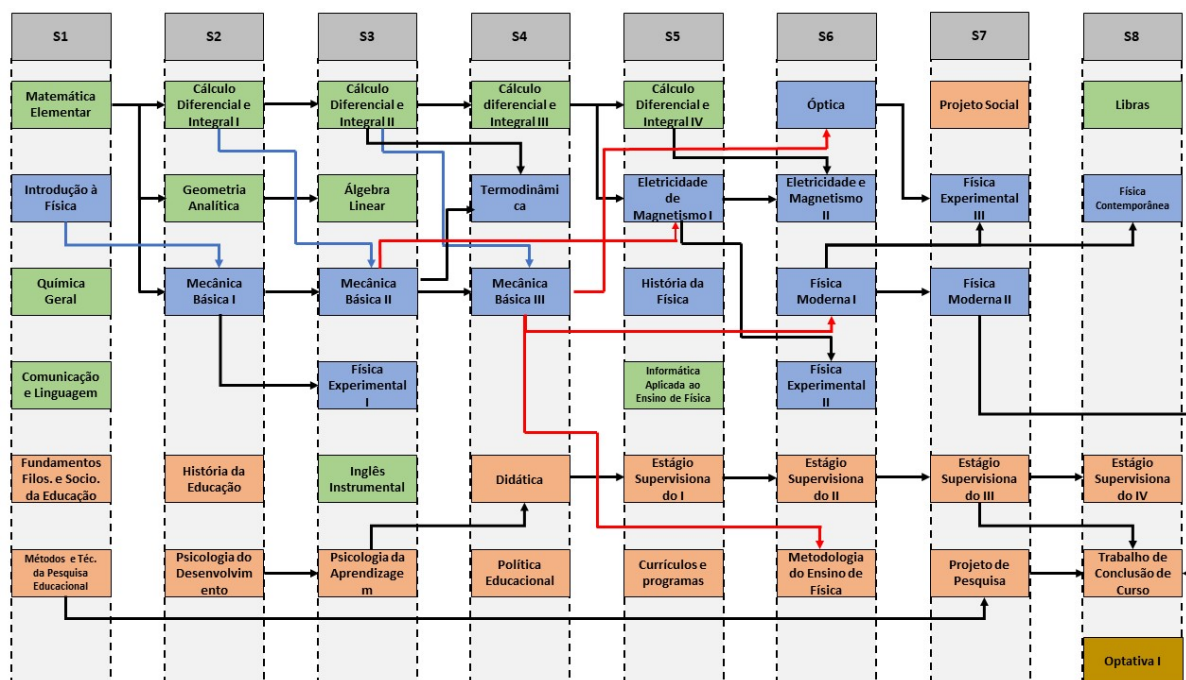 S1
S2
S3
S4
S5
S6
S7
S8
Matemática
Elementar
Cálculo
Diferencial e
Integral I
Cálculo
Diferencial e
Integral II
Cálculo
diferencial e
Integral III
Cálculo
Diferencial e
Integral IV
Óptica
Projeto Social
Libras
Introdução à
Física
Geometria
Analítica
Álgebra
Linear
Termodinâmi
ca
Eletricidade
de
Magnetismo I
Eletricidade e
Magnetismo
II
Física
Experimental
III
Física
Contemporânea
Química
Geral
Mecânica
Básica I
Mecânica
Básica II
Mecânica
Básica III
História da
Física
Física
Moderna I
Física
Moderna II
Comunicação
e Linguagem
Física
Experimental
I
Informática
Aplicada ao
Ensino de Física
Física
Experimental
II
Fundamentos
Filos. e Socio.
da Educação
História da
Educação
Inglês
Instrumental
Didática
Estágio
Supervisiona
do I
Estágio
Supervisiona
do II
Estágio
Supervisiona
do III
Estágio
Supervisiona
do IV
Métodos e Téc.
da Pesquisa
Educacional
Psicologia do
Desenvolvim
ento
Psicologia da
Aprendizage
m
Política
Educacional
Currículos e
programas
Metodologia
do Ensino de
Física
Projeto de
Pesquisa
Trabalho de
Conclusão de
Curso
Optativa I